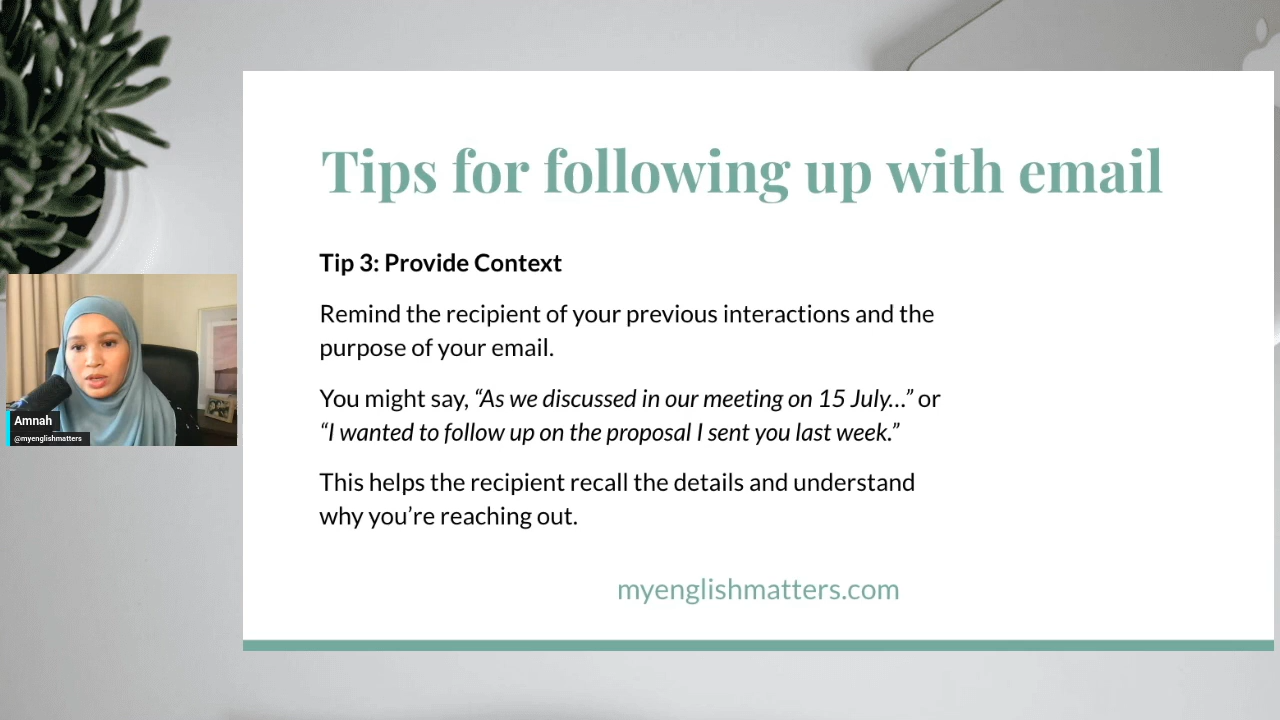 Tips for following up with email
Tip 3: Provide Context
Remind the recipient of your previous interactions and the
purpose of your email.
You might say, “As we discussed in our meeting on 15 July...” or
“I wanted to follow up on the proposal I sent you last week.”
This helps the recipient recall the details and understand
why you’re reaching out.
myenglishmatters.com
Amnah
@myenglishmatters